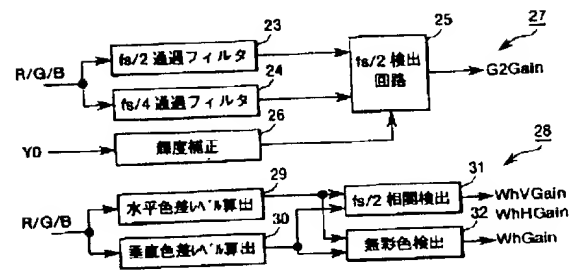 23
25
27
R/G/B
fs/2 通過フィルタ
fs/2 検出
回路
G2Gain
24
fs/4 通過フィルタ
26
Y0
輝度補正
28
29
31
R/G/B
水平色差レベル算出
fs/2 相関検出
WhVGain
WhHGain
30
32
垂直色差レベル算出
無彩色検出
WhGain